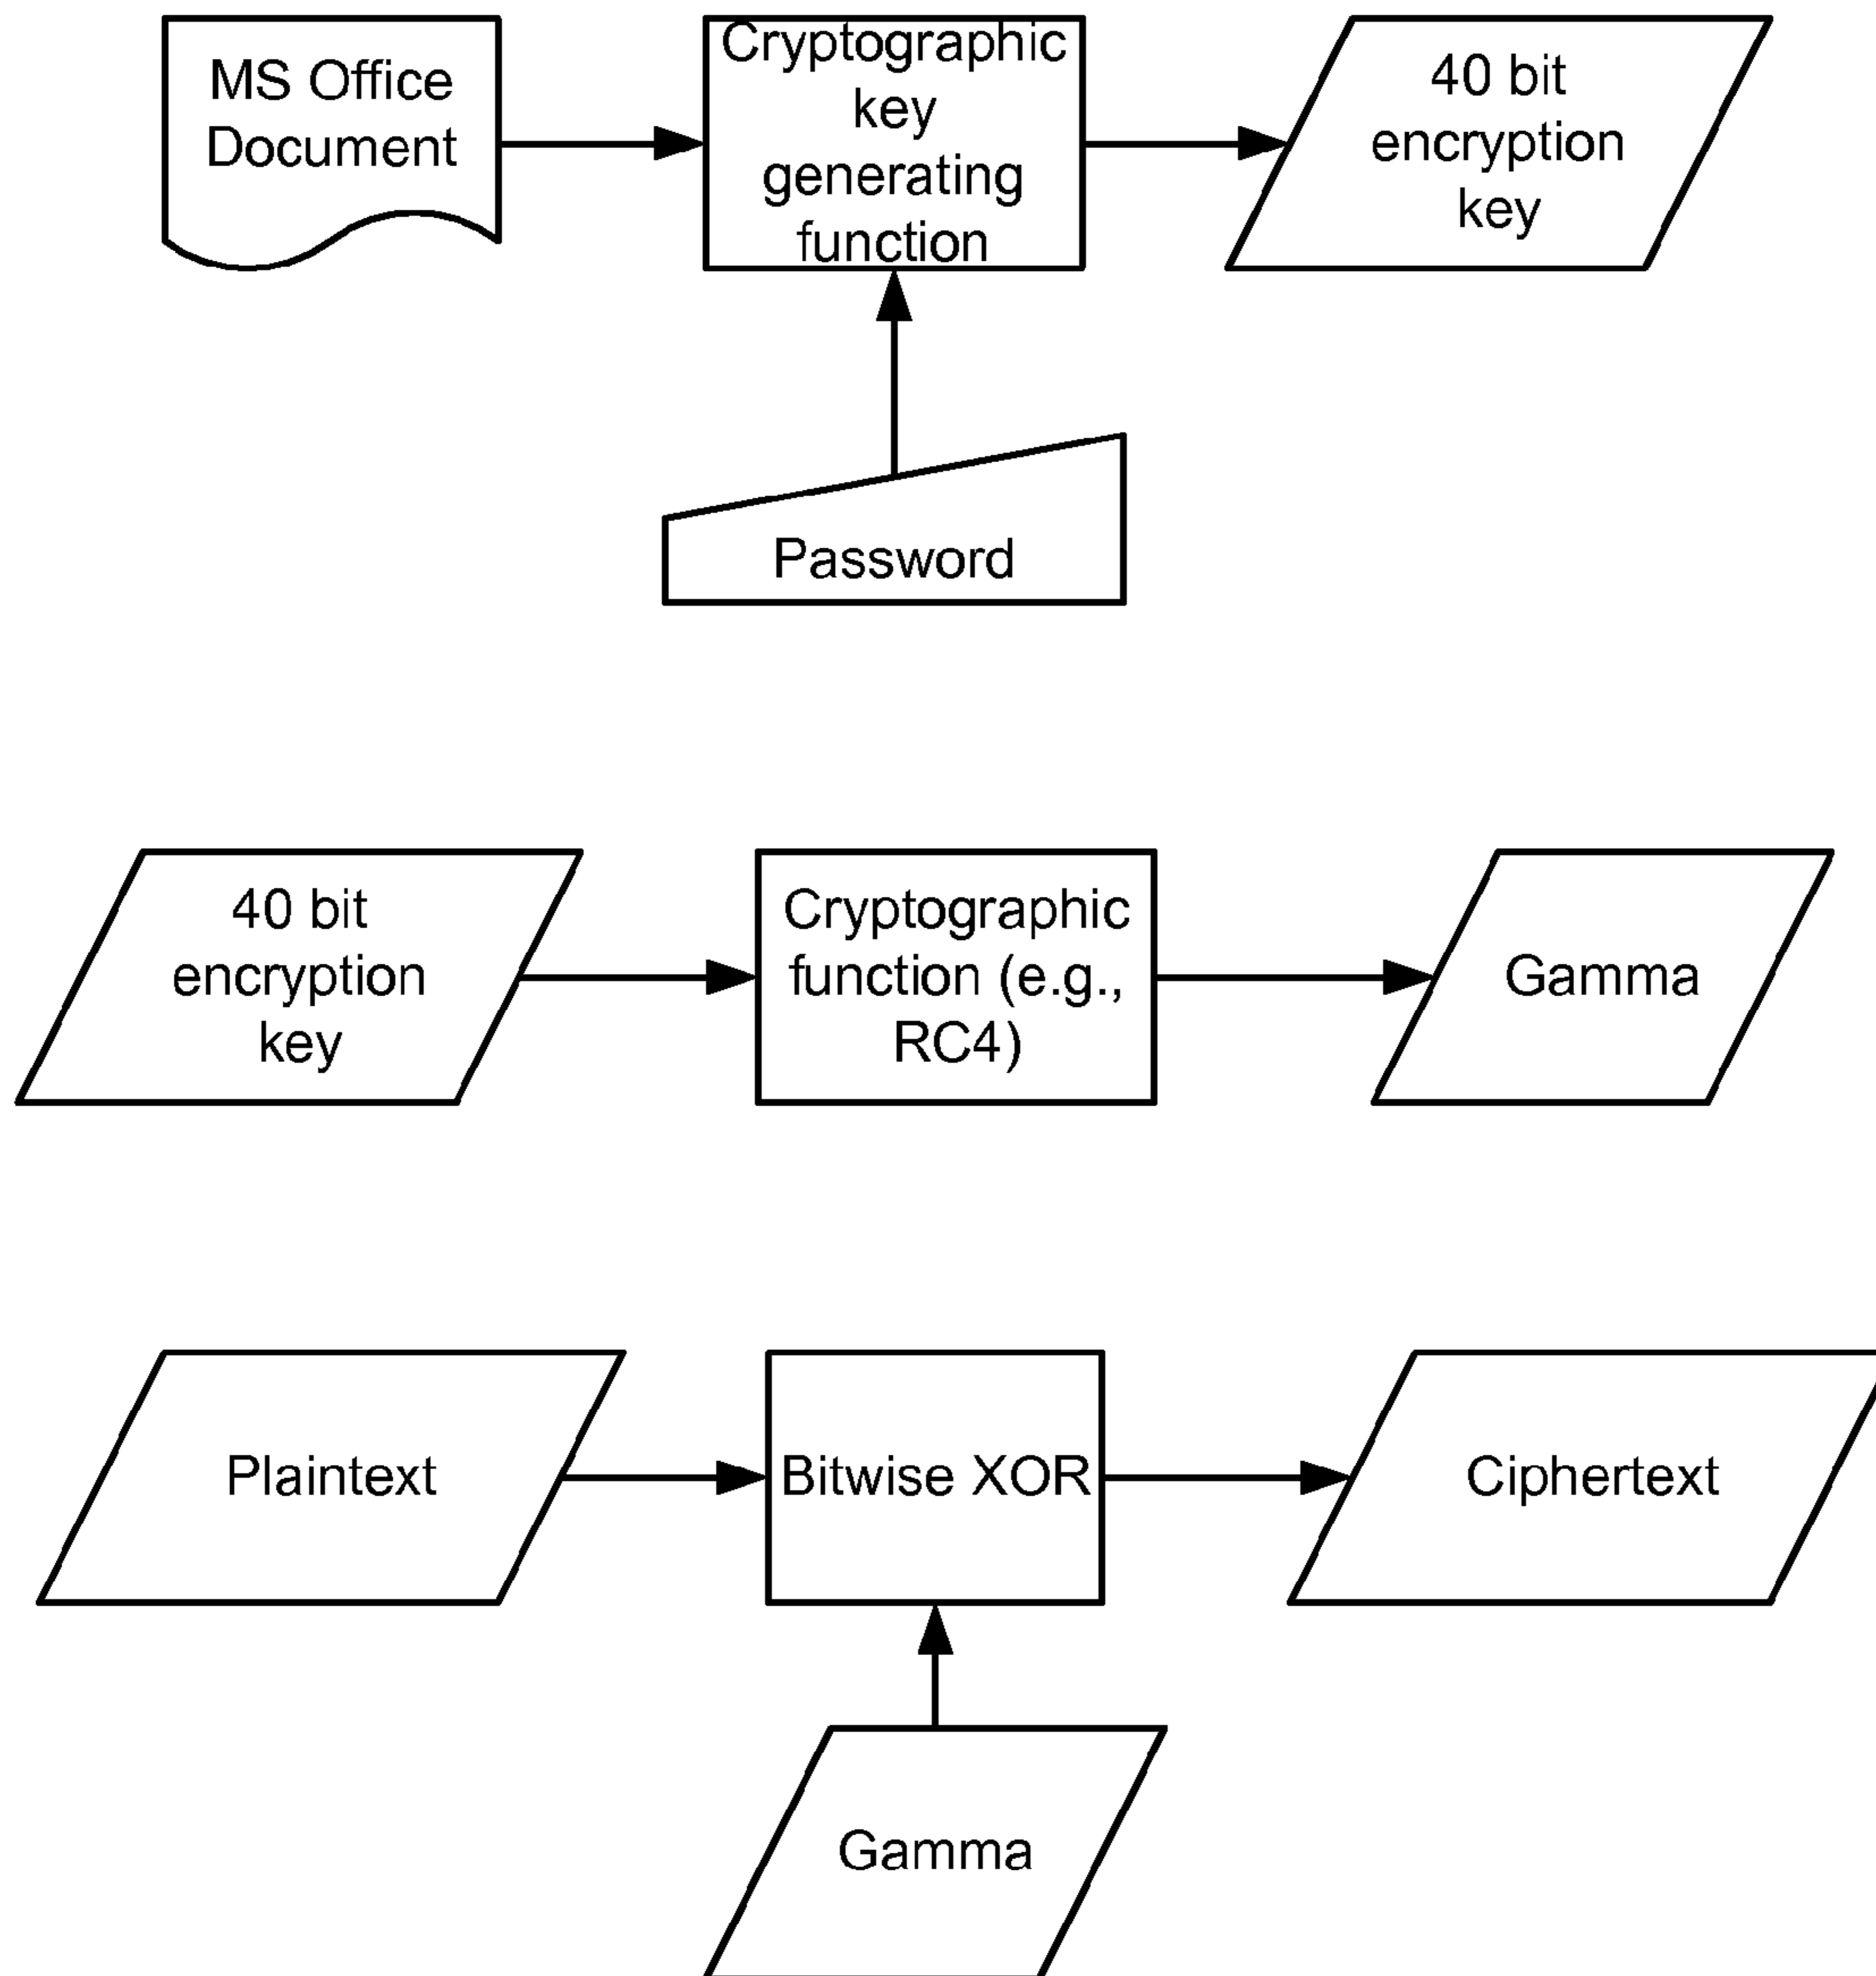 MS Office
Document
Cryptographic
key
generating
function
40 bit
encryption
key
Password
40 bit
encryption
key
Cryptographic
function (e.g.,
RC4)
Gamma
Plaintext
Bitwise XOR
Ciphertext
Gamma